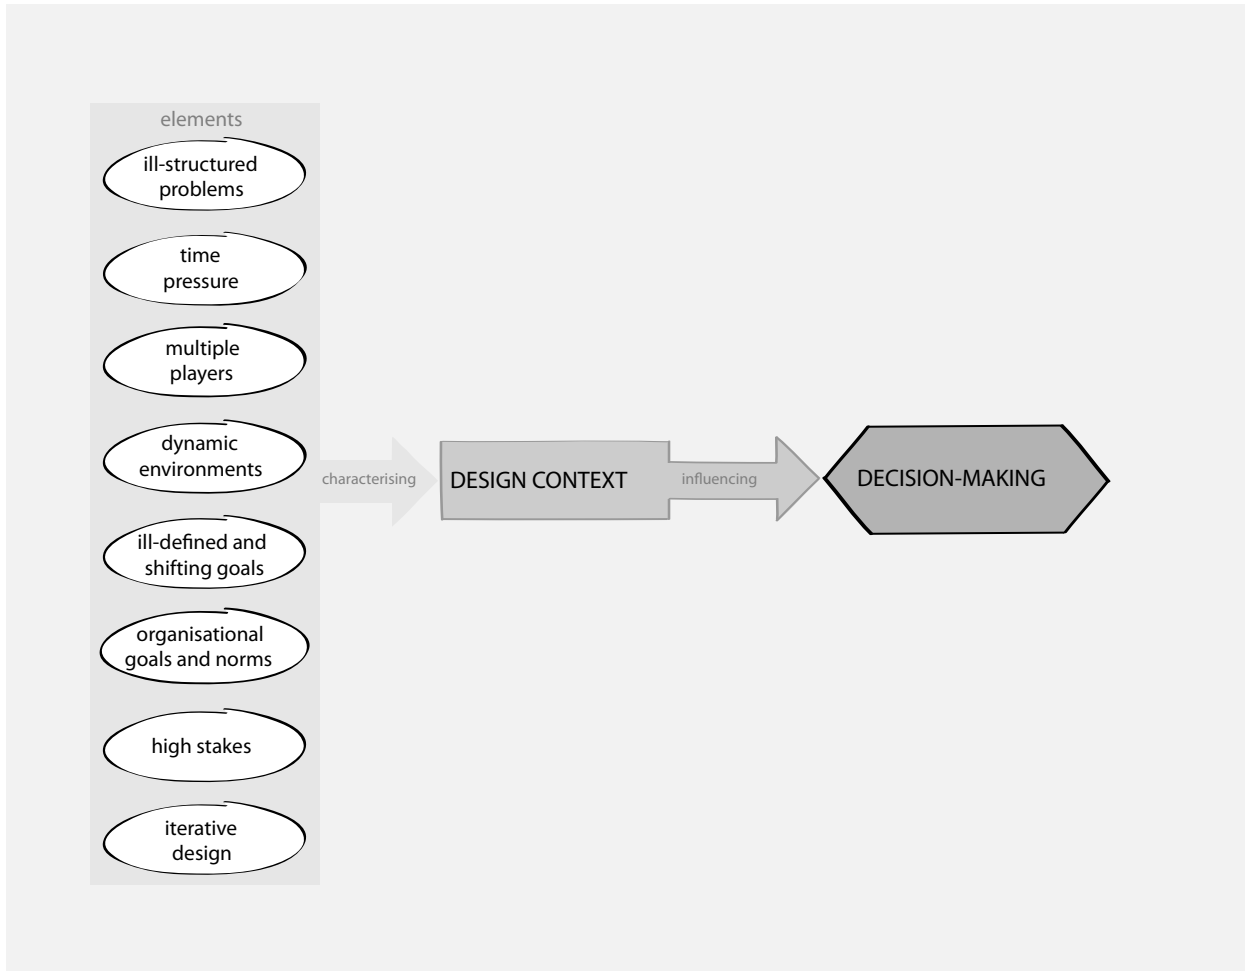 elements
ill-structured
problems
time
pressure
multiple
players
dynamic
environments
ill-defined and
shifting goals
organisational
goals and norms
high stakes
iterative
design
characterising
DESIGN CONTEXT
influencing
DECISION-MAKING